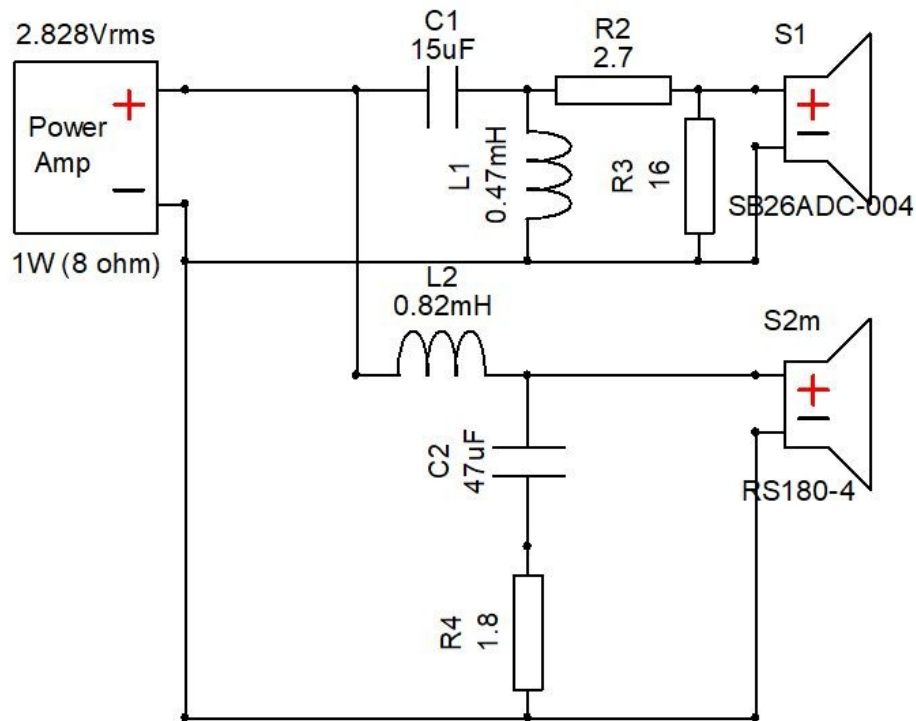 2.828Vrms
+
Power
Amp
−
1W (8 ohm)
C1
15uF
L1
0.47mH
R2
2.7
R3
16
S1
+
−
SB26ADC-004
L2
0.82mH
C2
47uF
R4
1.8
S2m
+
−
RS180-4